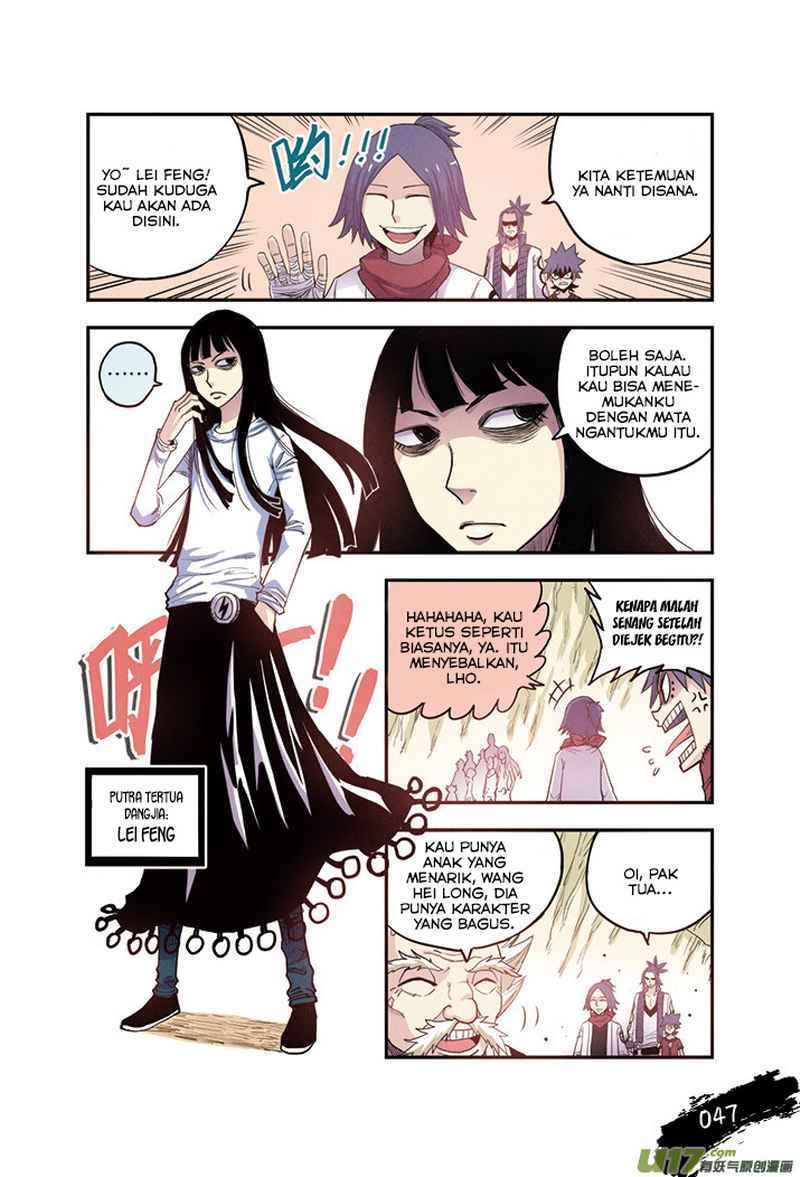 YO~ LEI FENG!
SUDAH KUDUGA
KAU AKAN ADA
DISINI.
哟!!!
KITA KETEMUAN
YA NANTI DISANA.
......
BOLEH SAJA.
ITUPUN KALAU
KAU BISA MENE-
MUKANKU
DENGAN MATA
NGANTUKMU ITU.
呼 !!
PUTRA TERTUA
DANGJIA:
LEI FENG
HAHAHAHA, KAU
KETUS SEPERTI
BIASANYA, YA. ITU
MENYEBALKAN,
LHO.
KENAPA MALAH
SENANG SETELAH
DIEJEK BEGITU?!
KAU PUNYA
ANAK YANG
MENARIK, WANG
HEI LONG, DIA
PUNYA KARAKTER
YANG BAGUS.
OI, PAK
TUA...
047
U17.com
有妖气原创漫画